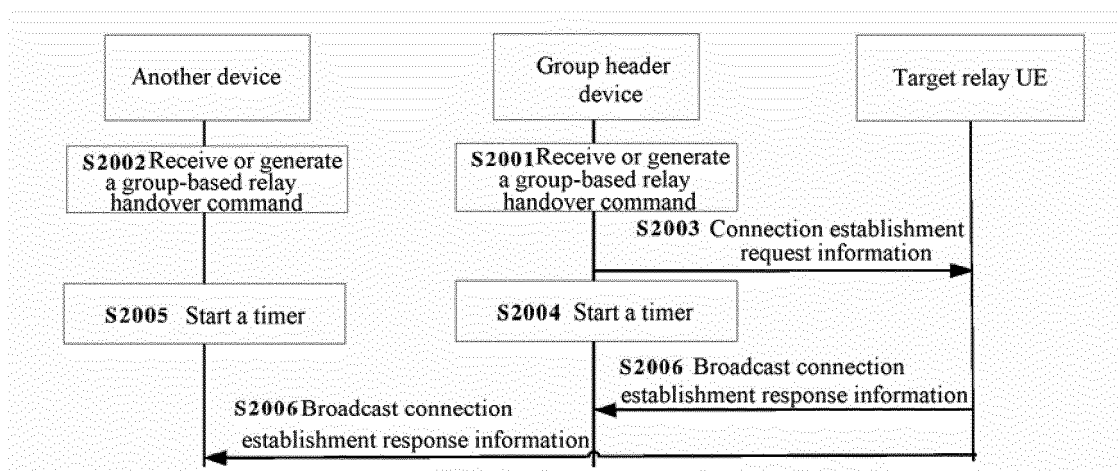 Another device
Group header
device
Target relay UE
S2002 Receive or generate
a group-based relay
handover command
S2001 Receive or generate
a group-based relay
handover command
S2003 Connection establishment
request information
S2005 Start a timer
S2004 Start a timer
S2006 Broadcast connection
establishment response information
S2006 Broadcast connection
establishment response information